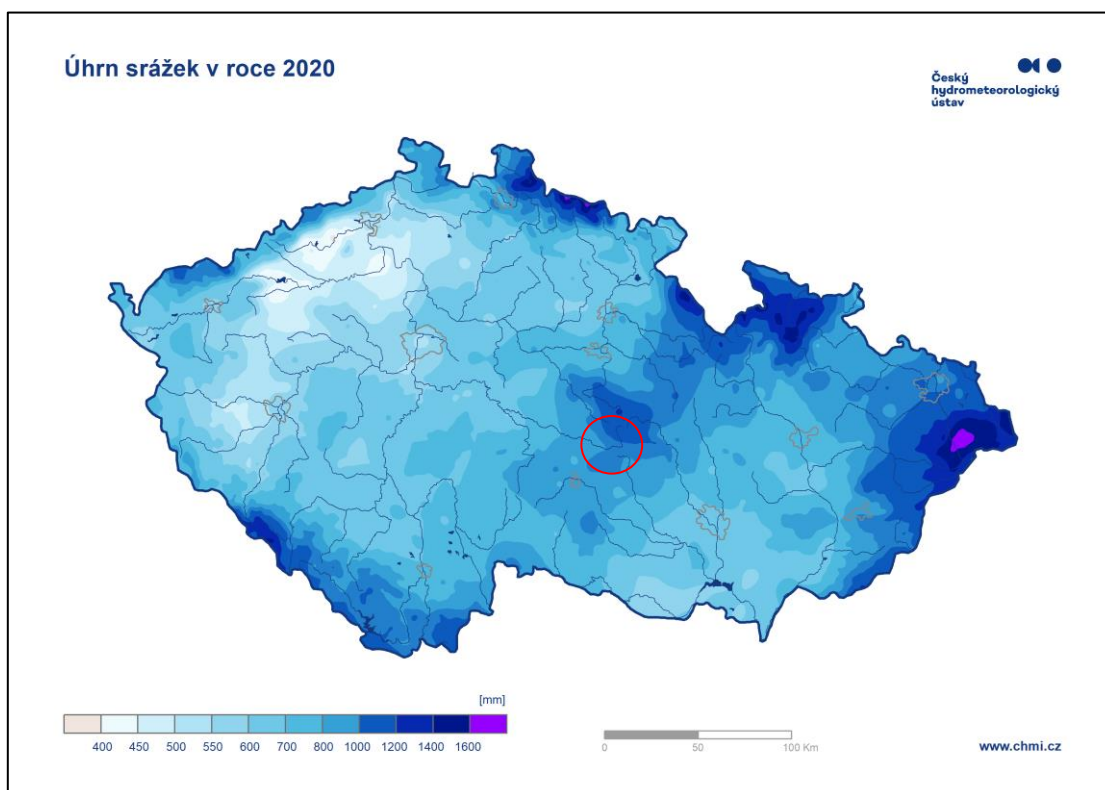 Úhrn srážek v roce 2020
Český
hydrometeorologický
ústav
[mm]
400 450 500 550 600 700 800 1000 1200 1400 1600
0 50 100 Km
www.chmi.cz